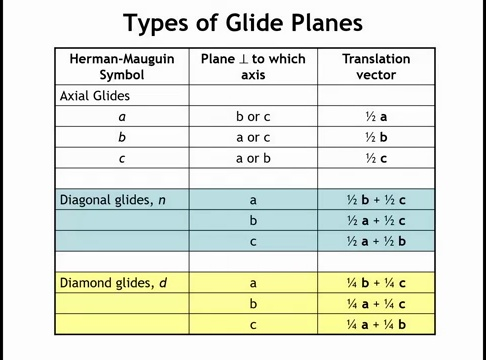 Types of Glide Planes
Herman-Mauguin Symbol Plane ⊥ to which axis Translation vector
Axial Glides
a b or c ½ a
b a or c ½ b
c a or b ½ c
Diagonal glides, n a ½ b + ½ c
b ½ a + ½ c
c ½ a + ½ b
Diamond glides, d a ¼ b + ¼ c
b ¼ a + ¼ c
c ¼ a + ¼ b